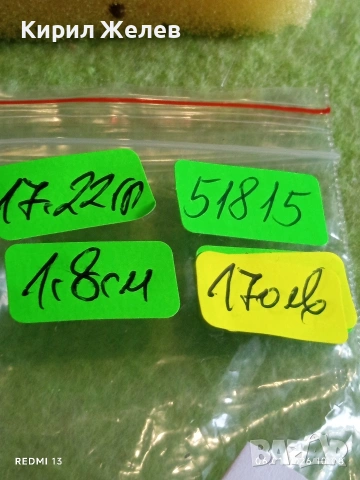 Кирил Желев
17.22гр
51815
1.8см
170лв
REDMI 13